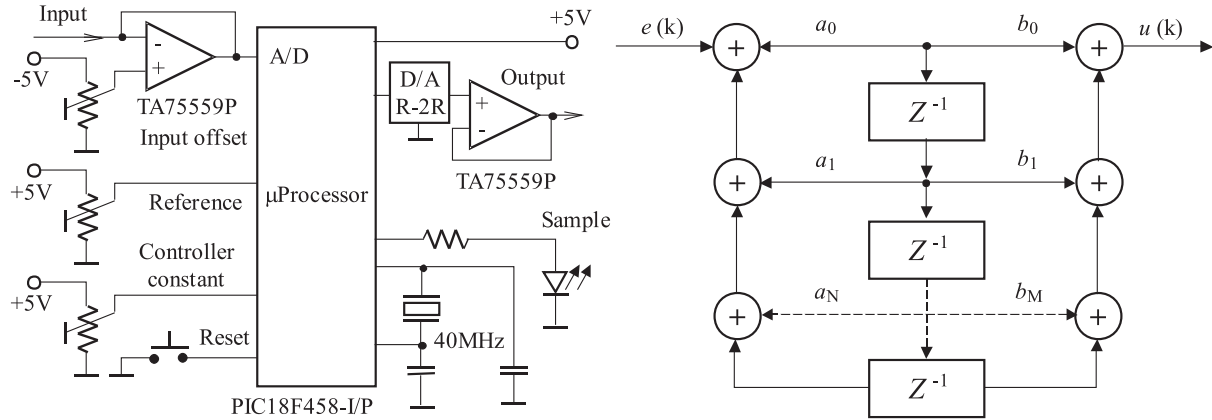 Input
-5V
-
+
TA75559P
Input offset
A/D
+5V
D/A
R-2R
Output
+
-
TA75559P
+5V
Reference
µProcessor
Sample
Controller
constant
+5V
Reset
40MHz
PIC18F458-I/P
e (k)
+
a0
b0
+
u (k)
Z -1
+
a1
b1
+
Z -1
+
aN
bM
+
Z -1